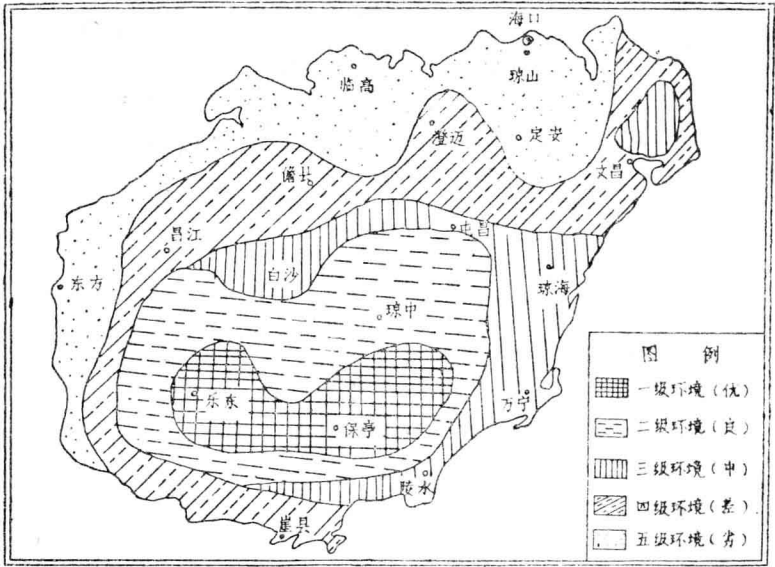 海口
琼山
临高
澄迈
定安
文昌
儋县
屯昌
昌江
白沙
琼海
东方
琼中
乐东
万宁
保亭
陵水
崖县
图 例
一级环境(优)
二级环境(良)
三级环境(中)
四级环境(差)
五级环境(劣)